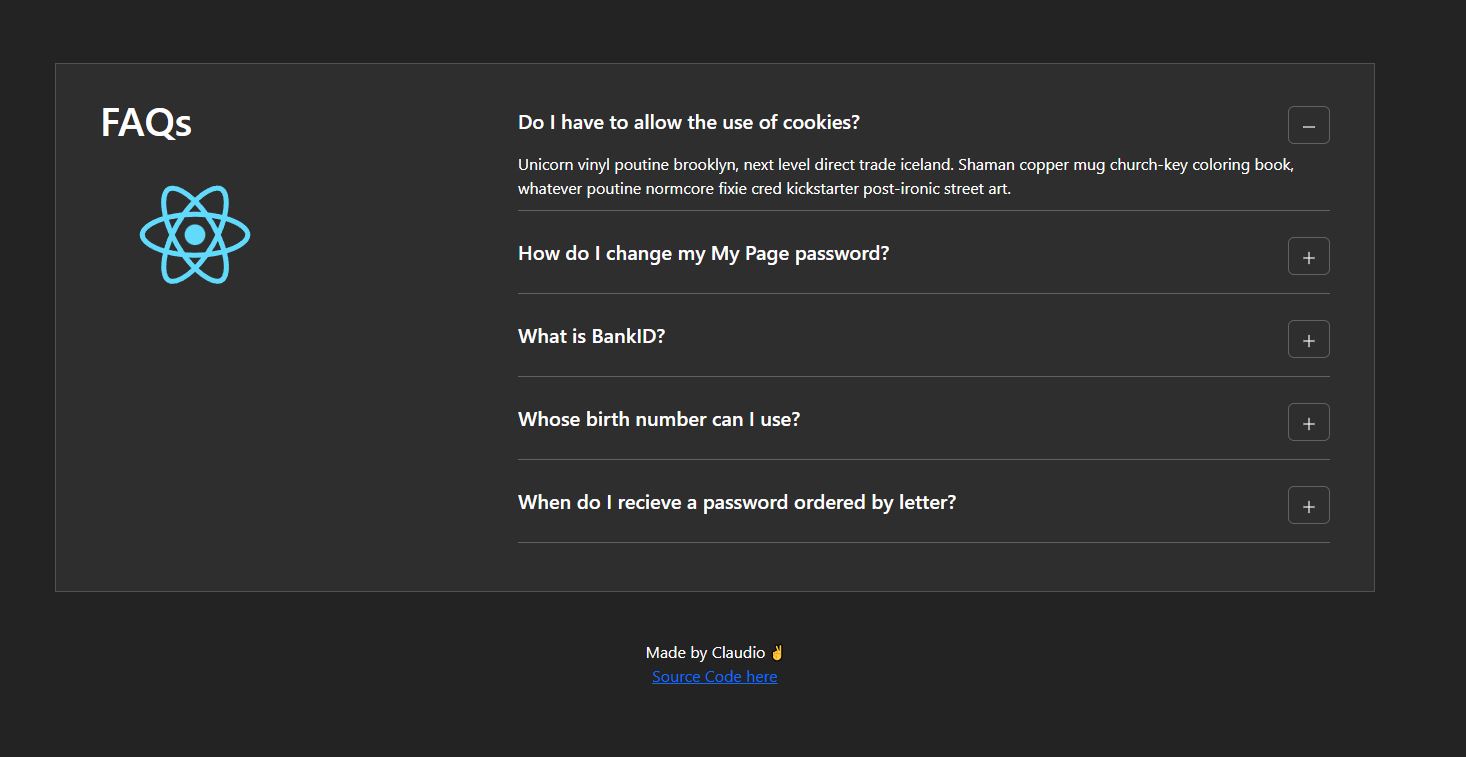 FAQs
Do I have to allow the use of cookies?
Unicorn vinyl poutine brooklyn, next level direct trade iceland. Shaman copper mug church-key coloring book,
whatever poutine normcore fixie cred kickstarter post-ironic street art.
How do I change my My Page password?
What is BankID?
Whose birth number can I use?
When do I recieve a password ordered by letter?
Made by Claudio ✌
Source Code here